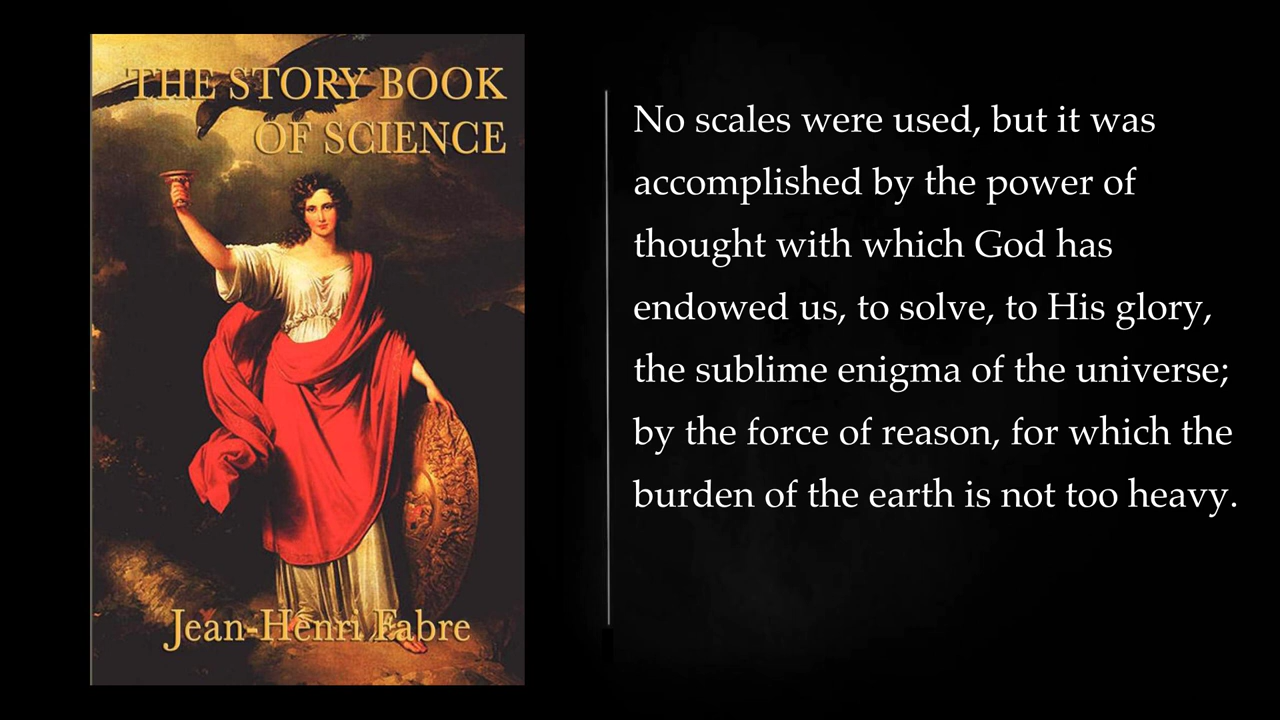 THE STORY BOOK
OF SCIENCE
Jean-Henri Fabre
No scales were used, but it was
accomplished by the power of
thought with which God has
endowed us, to solve, to His glory,
the sublime enigma of the universe;
by the force of reason, for which the
burden of the earth is not too heavy.